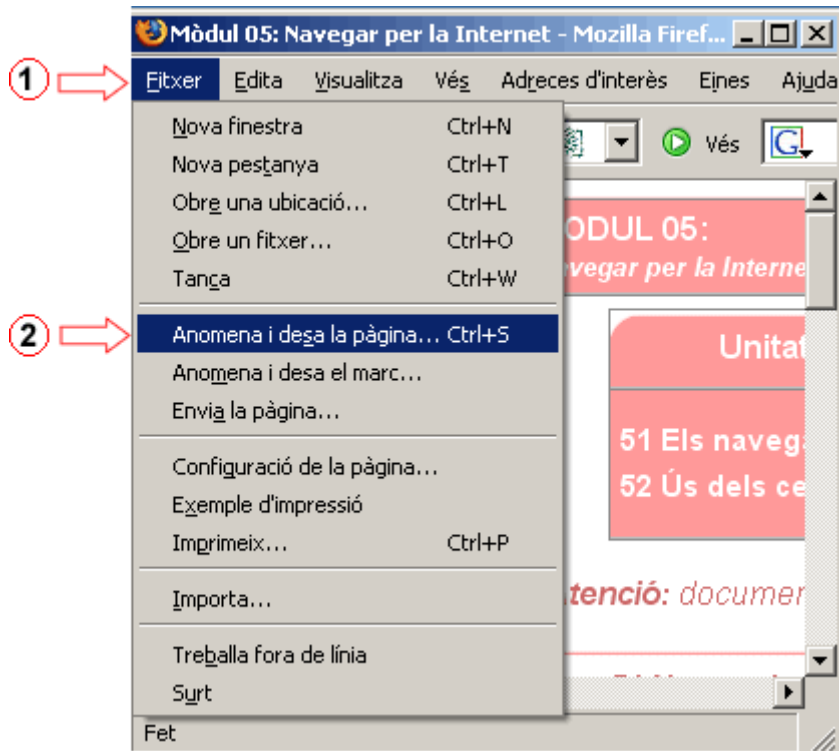 Mòdul 05: Navegar per la Internet - Mozilla Firef...
1
Fitxer Edita Visualitza Vés Adreces d'interès Eines Ajuda
Nova finestra Ctrl+N
Nova pestanya Ctrl+T
Obre una ubicació... Ctrl+L
Obre un fitxer... Ctrl+O
Tanca Ctrl+W
2
Anomena i desa la pàgina... Ctrl+S
Anomena i desa el marc...
Envia la pàgina...
Configuració de la pàgina...
Exemple d'impressió
Imprimeix... Ctrl+P
Importa...
Treballa fora de línia
Surt
Vés G
ODUL 05:
vegar per la Interne
Unitat
51 Els naveg
52 Ús dels ce
tenció: documen
Fet